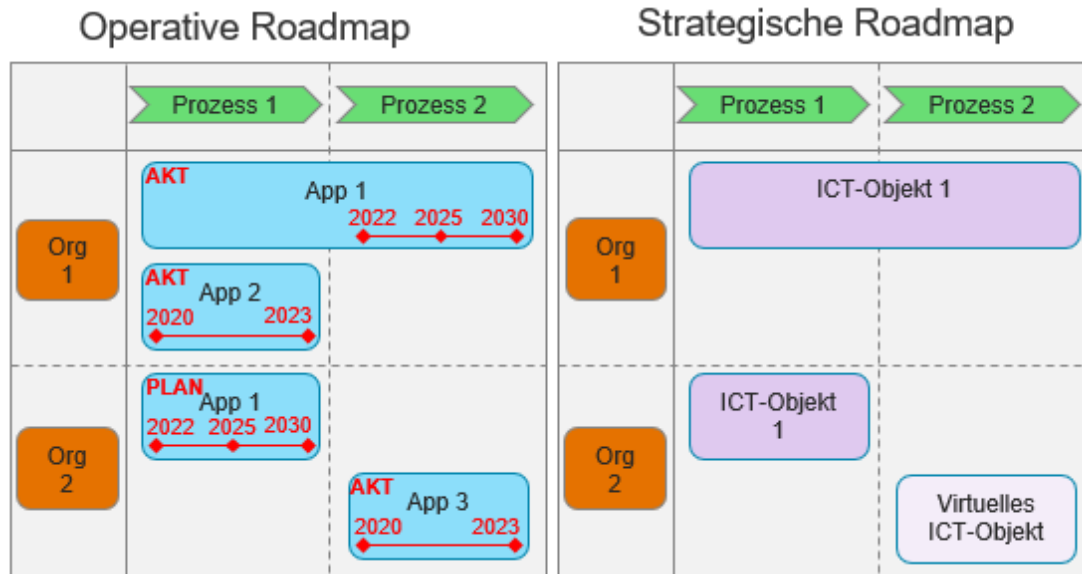 Operative Roadmap
Strategische Roadmap
Prozess 1
Prozess 2
Prozess 1
Prozess 2
Org
1
AKT
App 1
2022 2025 2030
AKT
App 2
2020 2023
Org
1
ICT-Objekt 1
Org
2
PLAN
App 1
2022 2025 2030
AKT
App 3
2020 2023
Org
2
ICT-Objekt
1
Virtuelles
ICT-Objekt